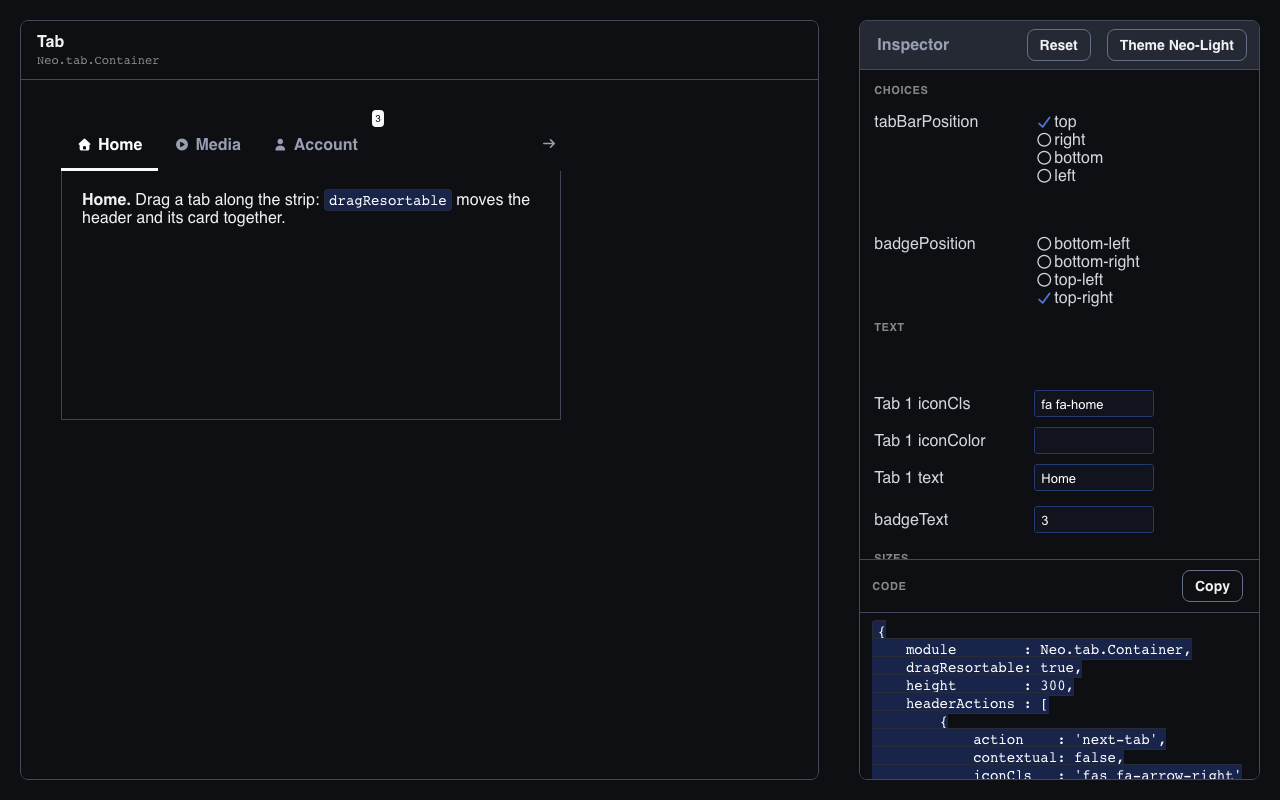 Tab
Neo.tab.Container
3
Home
Media
Account
Home. Drag a tab along the strip: dragResortable moves the
header and its card together.
Inspector
Reset
Theme Neo-Light
CHOICES
tabBarPosition
top
right
bottom
left
badgePosition
bottom-left
bottom-right
top-left
top-right
TEXT
Tab 1 iconCls
fa fa-home
Tab 1 iconColor
Tab 1 text
Home
badgeText
3
SIZES
CODE
Copy
{
module        : Neo.tab.Container,
dragResortable: true,
height        : 300,
headerActions : [
{
action    : 'next-tab',
contextual: false,
iconCls   : 'fas fa-arrow-right'